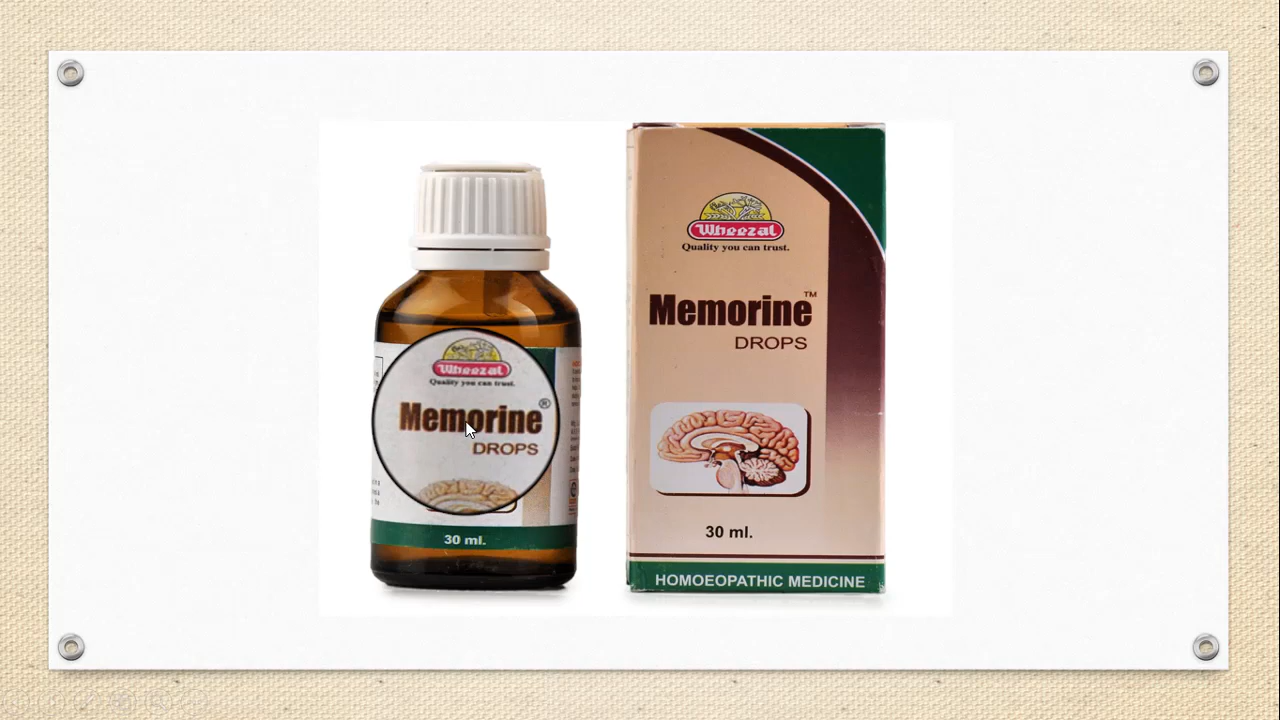 Wheezal
Quality you can trust.
Memorine®
DROPS
30 ml.
Wheezal
Quality you can trust.
Memorine™
DROPS
30 ml.
HOMOEOPATHIC MEDICINE